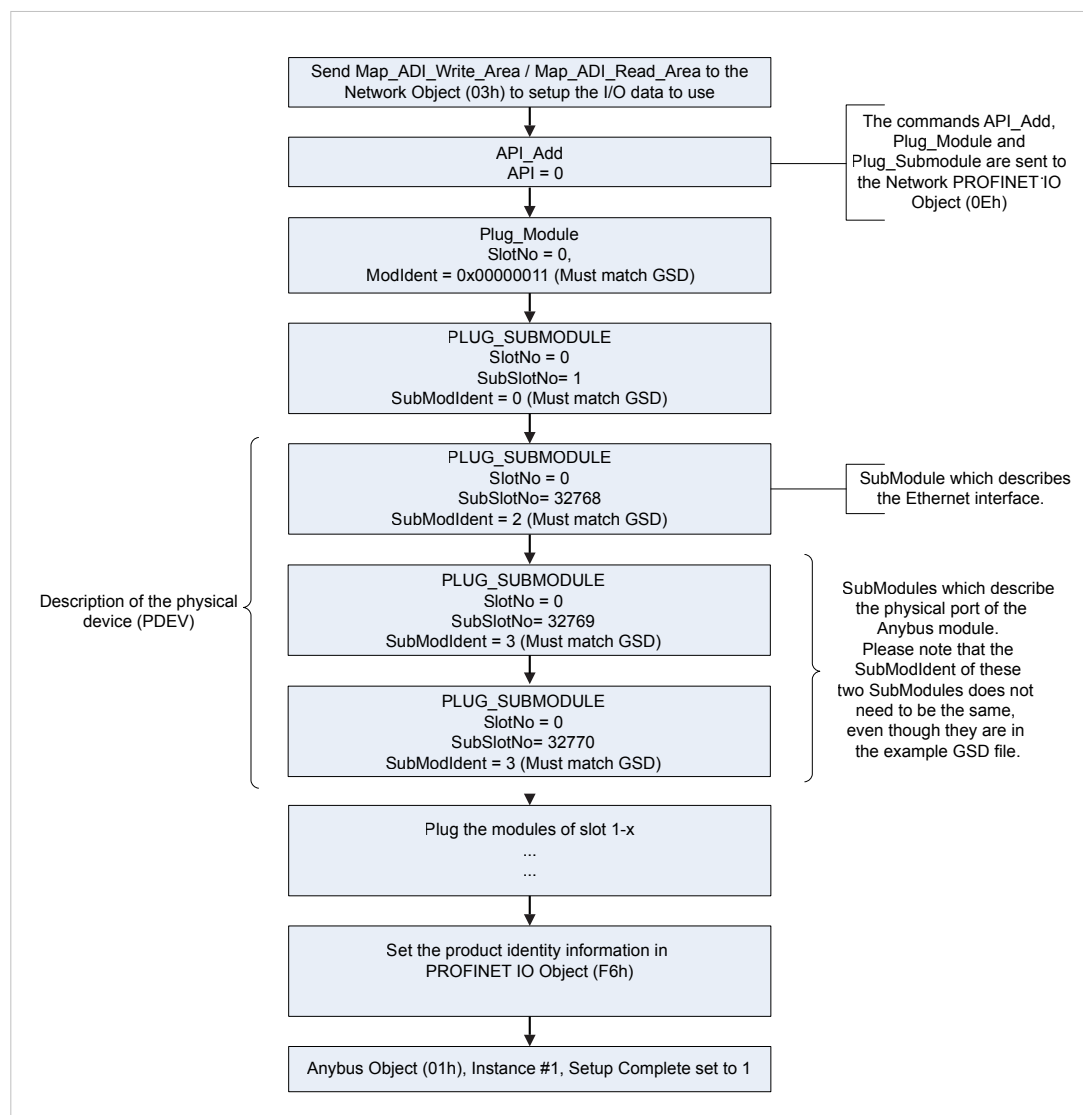 Send Map_ADI_Write_Area / Map_ADI_Read_Area to the
Network Object (03h) to setup the I/O data to use
API_Add
API = 0
The commands API_Add,
Plug_Module and
Plug_Submodule are sent to
the Network PROFINET IO
Object (0Eh)
Plug_Module
SlotNo = 0,
ModIdent = 0x00000011 (Must match GSD)
PLUG_SUBMODULE
SlotNo = 0
SubSlotNo= 1
SubModIdent = 0 (Must match GSD)
Description of the physical
device (PDEV)
PLUG_SUBMODULE
SlotNo = 0
SubSlotNo= 32768
SubModIdent = 2 (Must match GSD)
SubModule which describes
the Ethernet interface.
PLUG_SUBMODULE
SlotNo = 0
SubSlotNo= 32769
SubModIdent = 3 (Must match GSD)
PLUG_SUBMODULE
SlotNo = 0
SubSlotNo= 32770
SubModIdent = 3 (Must match GSD)
SubModules which describe
the physical port of the
Anybus module.
Please note that the
SubModIdent of these
two SubModules does not
need to be the same,
even though they are in
the example GSD file.
Plug the modules of slot 1-x
...
...
Set the product identity information in
PROFINET IO Object (F6h)
Anybus Object (01h), Instance #1, Setup Complete set to 1